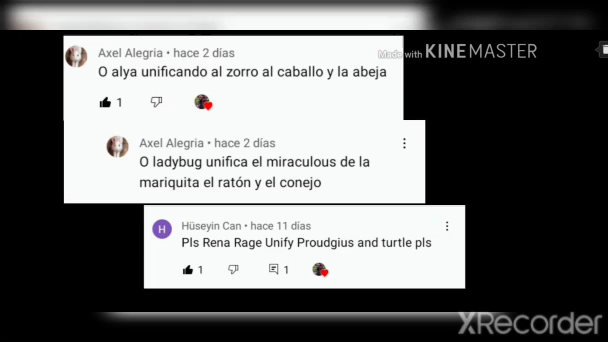 Axel Alegria • hace 2 días
Made with KINEMASTER
O alya unificando al zorro al caballo y la abeja
1
Axel Alegria • hace 2 días
O ladybug unifica el miraculous de la
mariquita el ratón y el conejo
H
Hüseyin Can • hace 11 días
Pls Rena Rage Unify Proudgius and turtle pls
1
1
XRecorder